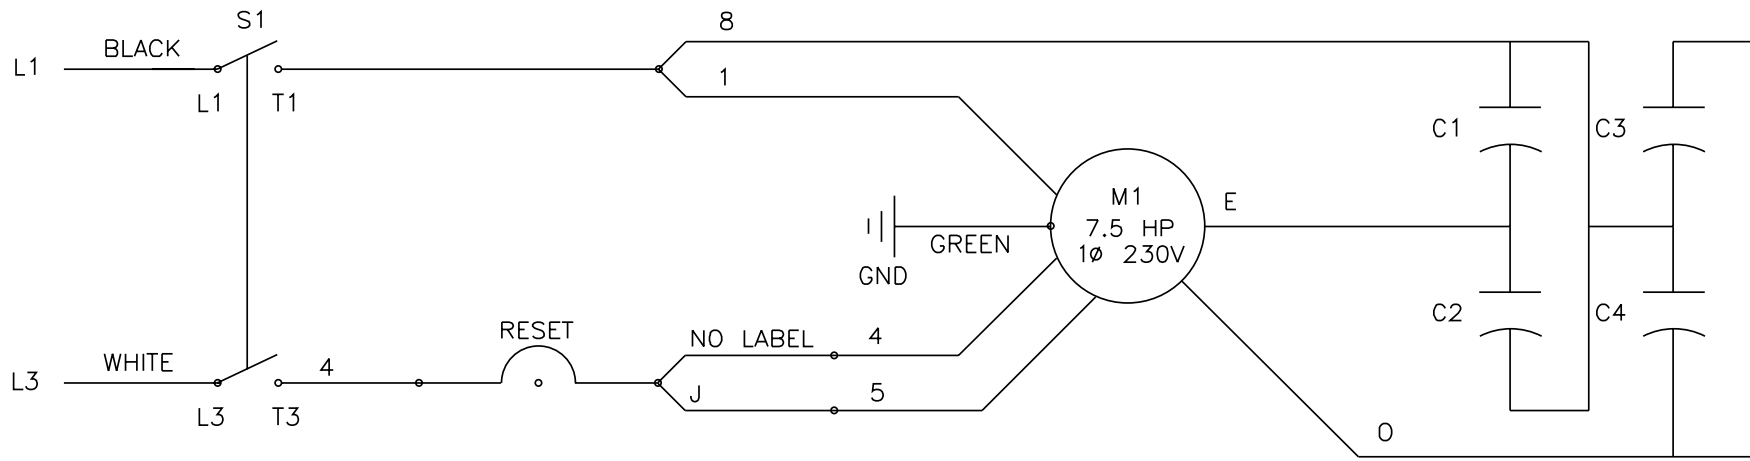 S1
8
BLACK
L1
1
L1
T1
C1
C3
M1
E
7.5 HP
1ø 230V
GREEN
GND
C2
C4
RESET
NO LABEL
4
WHITE
4
L3
J
5
L3
T3
O